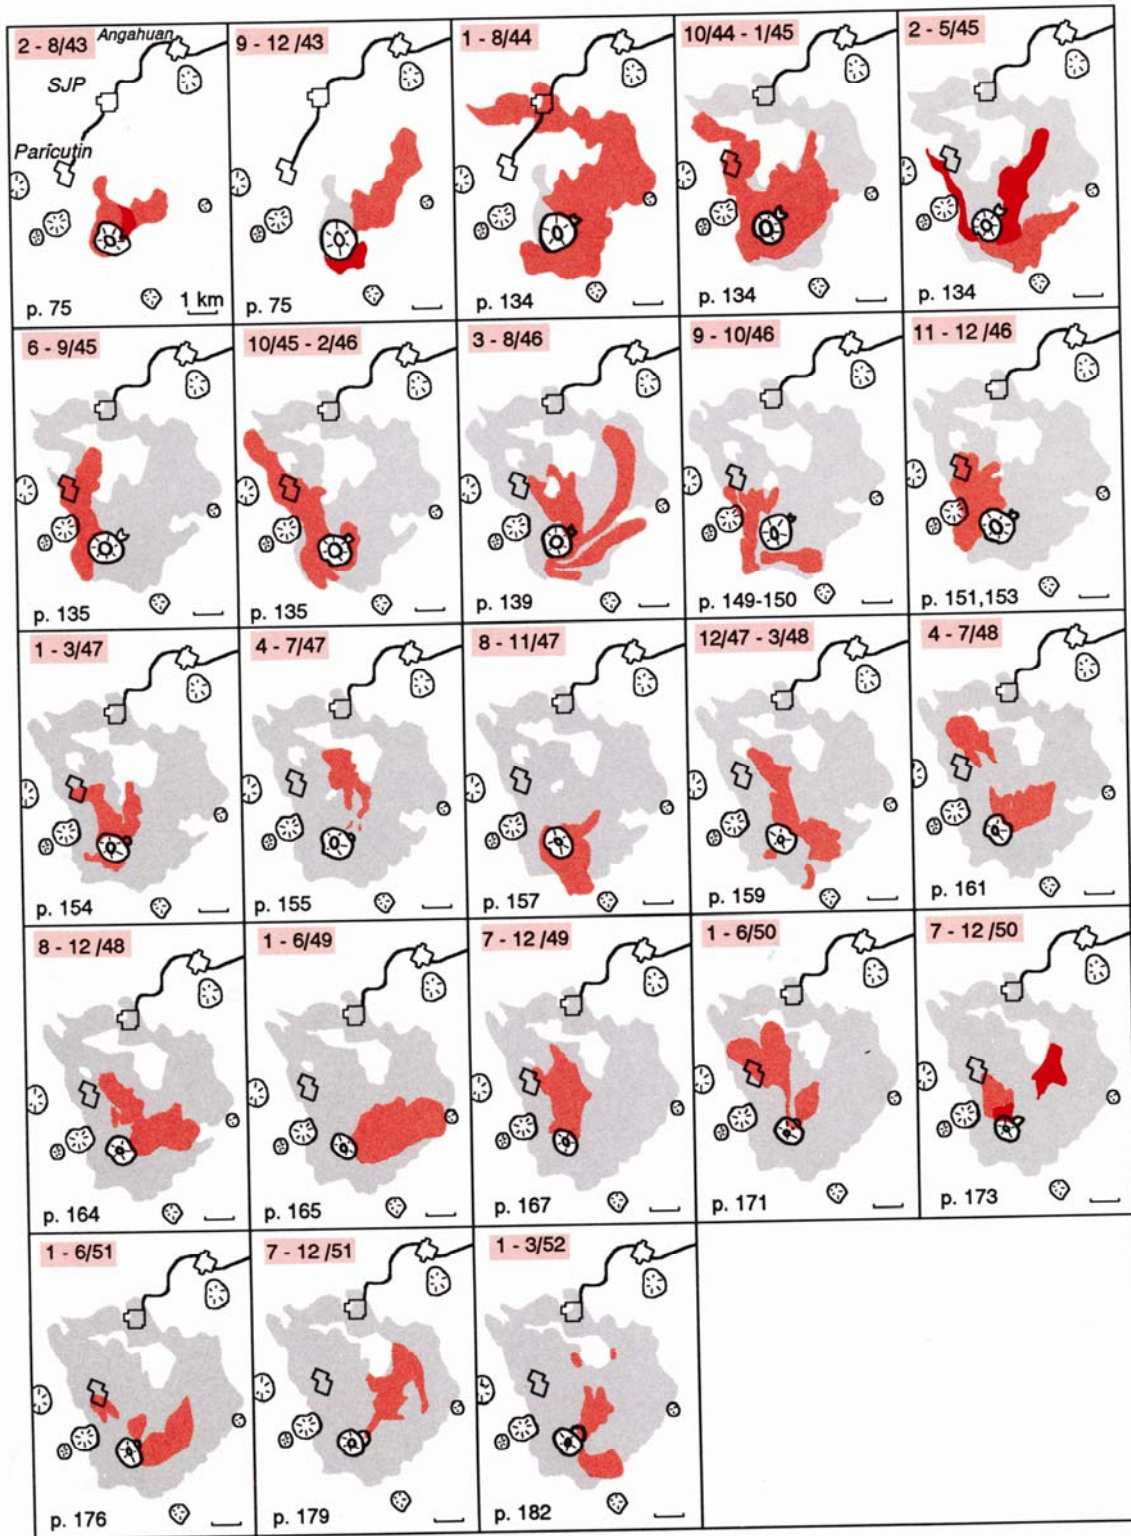 2 - 8/43
Angahuan
SJP
Paricutin
p. 75
1 km
9 - 12 /43
p. 75
1 - 8/44
p. 134
10/44 - 1/45
p. 134
2 - 5/45
p. 134
6 - 9/45
p. 135
10/45 - 2/46
p. 135
3 - 8/46
p. 139
9 - 10/46
p. 149-150
11 - 12 /46
p. 151,153
1 - 3/47
p. 154
4 - 7/47
p. 155
8 - 11/47
p. 157
12/47 - 3/48
p. 159
4 - 7/48
p. 161
8 - 12 /48
p. 164
1 - 6/49
p. 165
7 - 12 /49
p. 167
1 - 6/50
p. 171
7 - 12 /50
p. 173
1 - 6/51
p. 176
7 - 12 /51
p. 179
1 - 3/52
p. 182